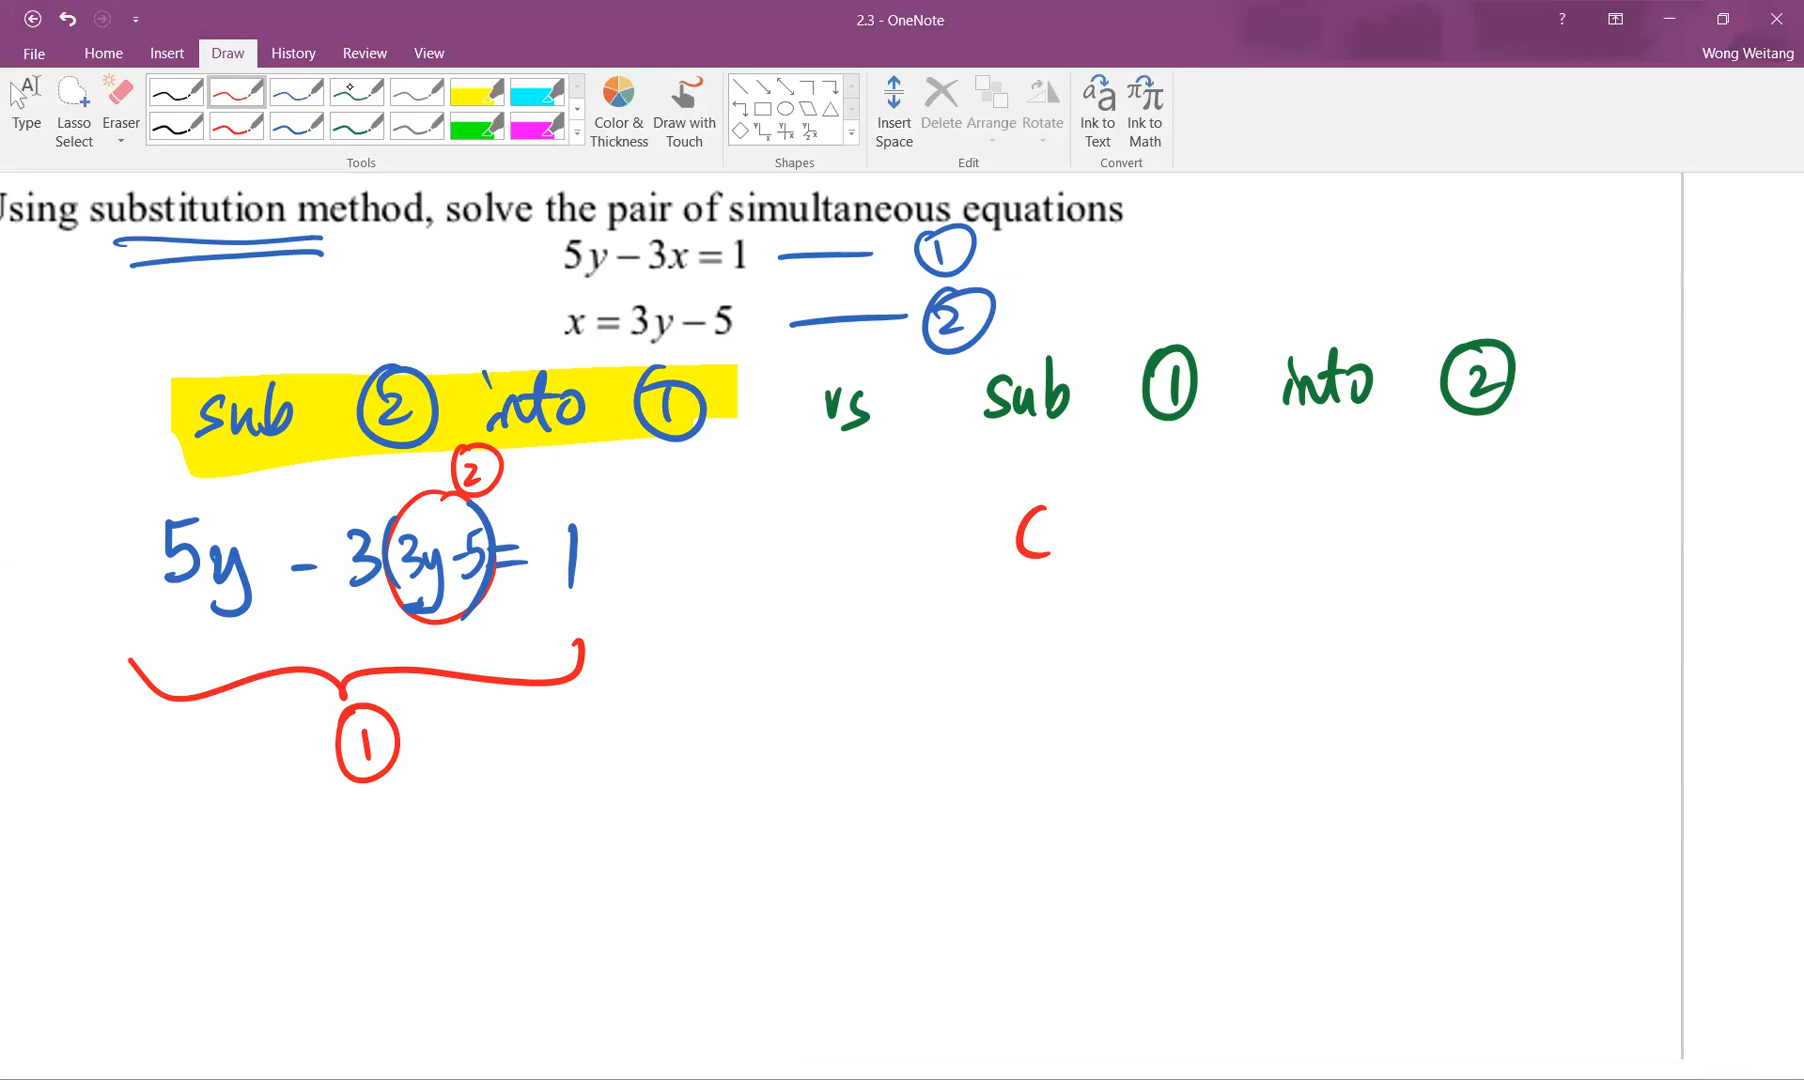 2.3 - OneNote
?
File Home Insert Draw History Review View
Wong Weitang
Type
Lasso Select
Eraser
Color & Thickness
Draw with Touch
Insert Space
Delete
Arrange
Rotate
Ink to Text
Ink to Math
Tools
Shapes
Edit
Convert
Using substitution method, solve the pair of simultaneous equations
5y − 3x = 1 — ①
x = 3y − 5 — ②
sub ② into ① vs sub ① into ②
②
5y - 3(3y-5) = 1
C
①